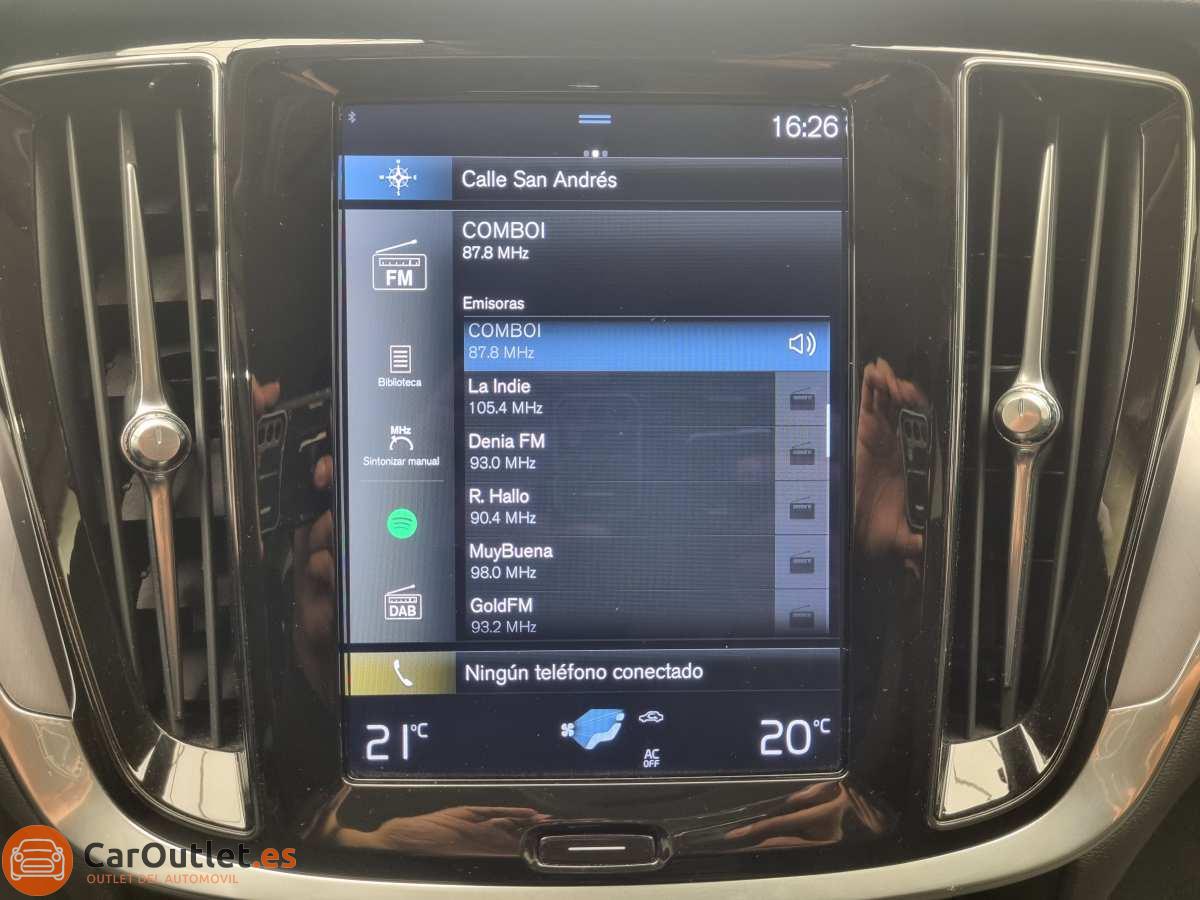 16:26
Calle San Andrés
COMBOI
87.8 MHz
FM
Emisoras
COMBOI
87.8 MHz
Biblioteca
La Indie
105.4 MHz
MHz
Sintonizar manual
Denia FM
93.0 MHz
R. Hallo
90.4 MHz
MuyBuena
98.0 MHz
DAB
GoldFM
93.2 MHz
Ningún teléfono conectado
21°C
AC
OFF
20°C
CarOutlet.es
OUTLET DEL AUTOMOVIL